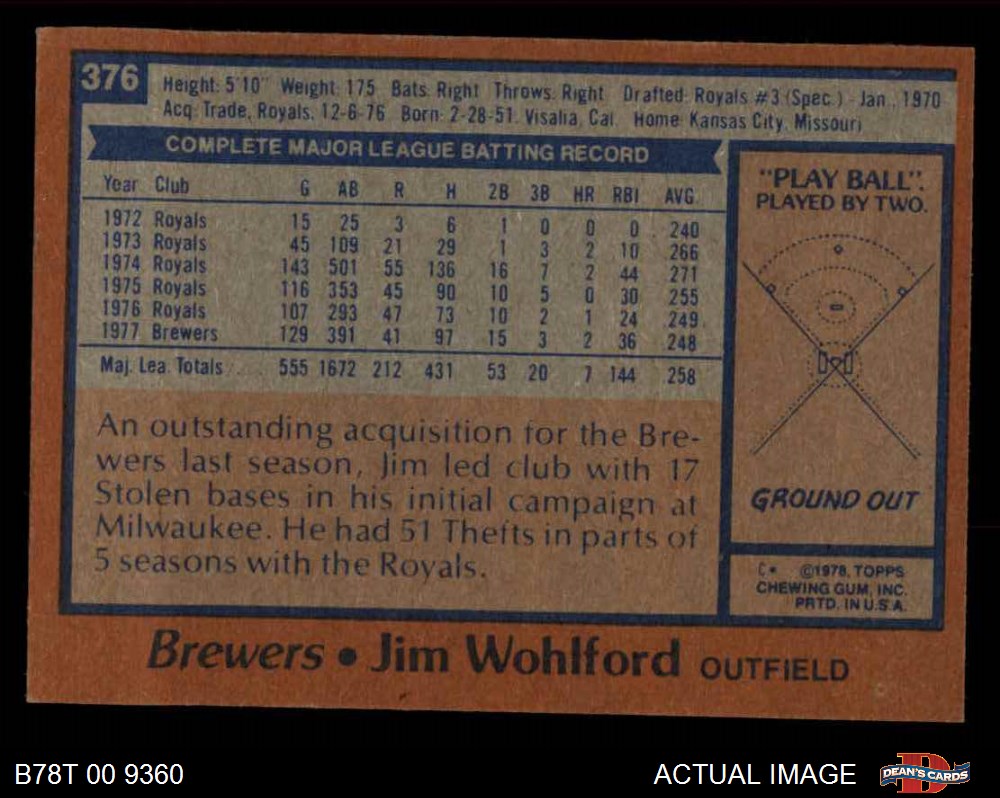 376
Height: 5'10" Weight: 175 Bats: Right Throws: Right Drafted: Royals #3 (Spec.) - Jan., 1970
Acq: Trade, Royals, 12-6-76 Born: 2-28-51, Visalia, Cal. Home: Kansas City, Missouri
COMPLETE MAJOR LEAGUE BATTING RECORD
Year Club G AB R H 2B 3B HR RBI AVG.
1972 Royals 15 25 3 6 1 0 0 0 .240
1973 Royals 45 109 21 29 1 3 2 10 .266
1974 Royals 143 501 55 136 16 7 2 44 .271
1975 Royals 116 353 45 90 10 5 0 30 .255
1976 Royals 107 293 47 73 10 2 1 24 .249
1977 Brewers 129 391 41 97 15 3 2 36 .248
Maj. Lea. Totals 555 1672 212 431 53 20 7 144 .258
An outstanding acquisition for the Bre-
wers last season, Jim led club with 17
Stolen bases in his initial campaign at
Milwaukee. He had 51 Thefts in parts of
5 seasons with the Royals.
"PLAY BALL".
PLAYED BY TWO.
GROUND OUT
C* ©1978, TOPPS
CHEWING GUM, INC.
PRTD. IN U.S.A.
Brewers • Jim Wohlford OUTFIELD
B78T 00 9360
ACTUAL IMAGE
D
DEAN'S CARDS